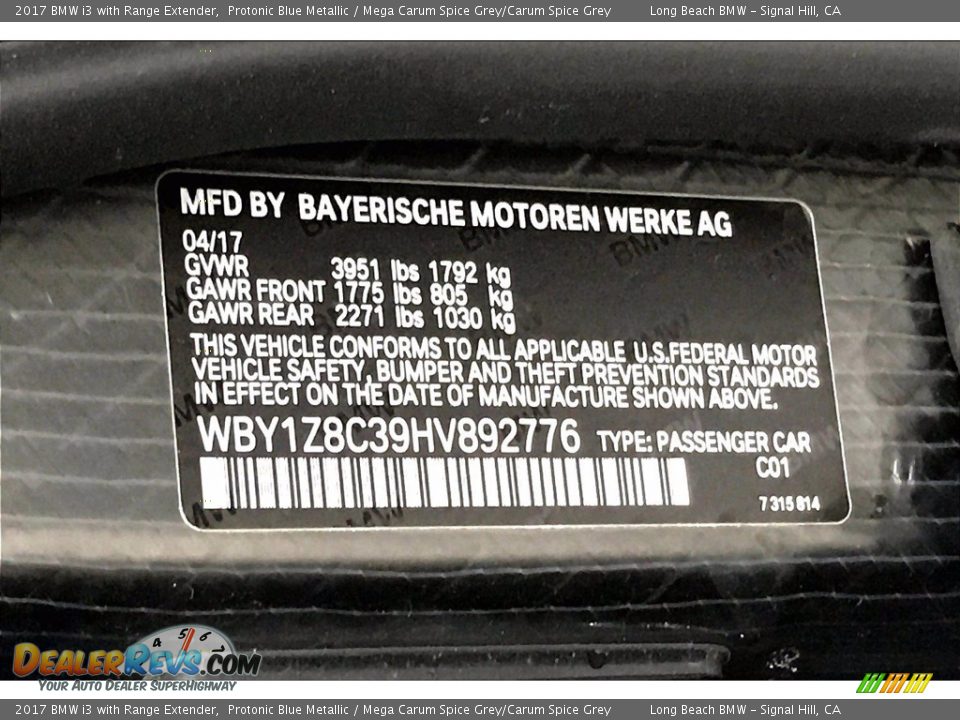 2017 BMW i3 with Range Extender, Protonic Blue Metallic / Mega Carum Spice Grey/Carum Spice Grey Long Beach BMW - Signal Hill, CA
MFD BY BAYERISCHE MOTOREN WERKE AG
04/17
GVWR 3951 lbs 1792 kg
GAWR FRONT 1775 lbs 805 kg
GAWR REAR 2271 lbs 1030 kg
THIS VEHICLE CONFORMS TO ALL APPLICABLE U.S.FEDERAL MOTOR
VEHICLE SAFETY, BUMPER AND THEFT PREVENTION STANDARDS
IN EFFECT ON THE DATE OF MANUFACTURE SHOWN ABOVE.
WBY1Z8C39HV892776 TYPE: PASSENGER CAR
C01
7 315 814
4 5 6
DEALERREVS.COM
YOUR AUTO DEALER SUPERHIGHWAY
2017 BMW i3 with Range Extender, Protonic Blue Metallic / Mega Carum Spice Grey/Carum Spice Grey Long Beach BMW - Signal Hill, CA